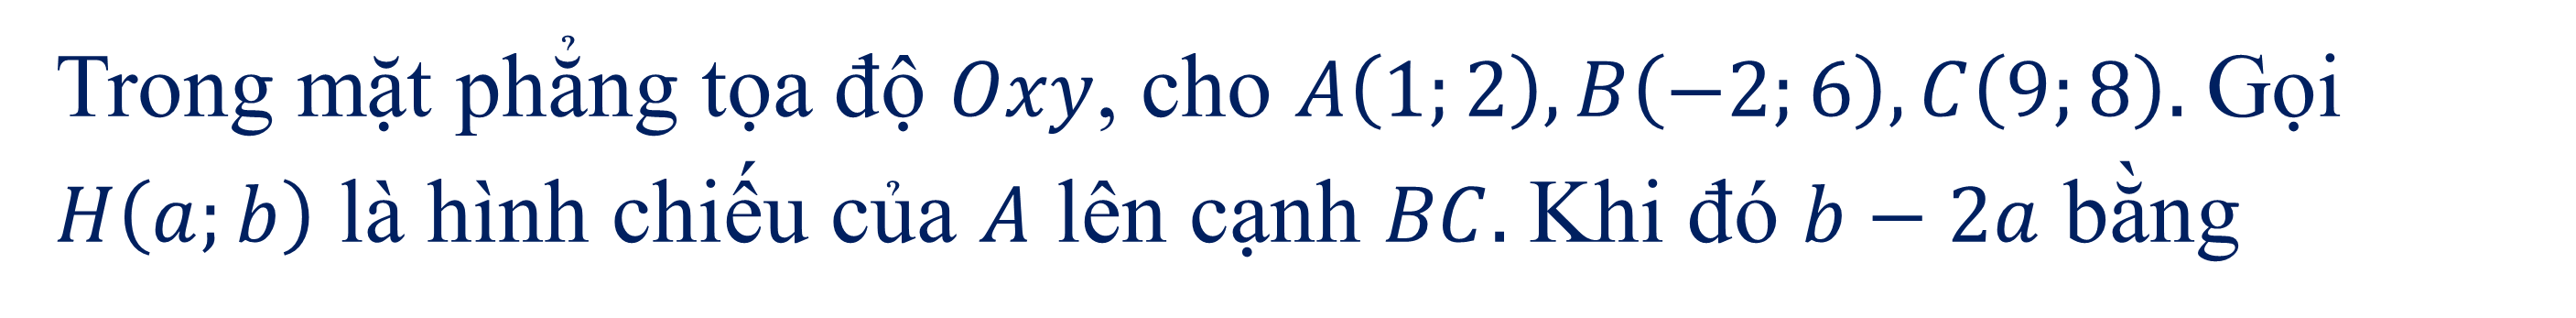 Trong mặt phẳng tọa độ Oxy, cho A(1; 2), B(−2; 6), C(9; 8). Gọi
H(a; b) là hình chiếu của A lên cạnh BC. Khi đó b − 2a bằng